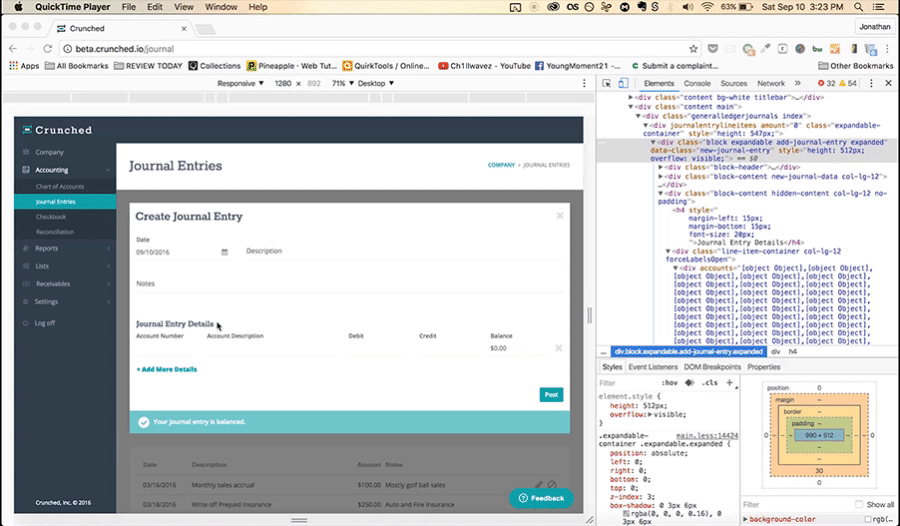 QuickTime Player File Edit View Window Help
63% Sat Sep 10 3:23 PM
Crunched
Jonathan
beta.crunched.io/journal
Apps All Bookmarks REVIEW TODAY Collections Pineapple - Web Tut... QuirkTools / Online... Ch1llwavez - YouTube YoungMoment21 -... Submit a complaint... Other Bookmarks
Responsive ▼ 1280 × 892 71% ▼ Desktop ▼
Elements Console Sources Network » 32 54
Crunched
Company
Accounting
Chart of Accounts
Journal Entries
Checkbook
Reconciliation
Reports
Lists
Receivables
Settings
Log off
Crunched, Inc. © 2016
Journal Entries
COMPANY > JOURNAL ENTRIES
Create Journal Entry
Date
09/10/2016
Description
Notes
Journal Entry Details
Account Number Account Description Debit Credit Balance
$0.00
+ Add More Details
Post
Your journal entry is balanced.
Date Description Amount Notes
03/16/2016 Monthly sales accrual $100.00 Mostly golf ball sales
03/18/2016 Write off Prepaid Insurance $250.00 Auto and Fire Insurance
Feedback
▶<div class="content bg-white titlebar">…</div>
▼<div class="content main">
▼<div class="generalledgerjournals index">
▼<div journalentrylineitems amount="0" class="expandable-
container" style="height: 547px;">
▼<div class="block expandable add-journal-entry expanded"
data-class="new-journal-entry" style="height: 512px;
overflow: visible;"> == $0
▶<div class="block-header">…</div>
▶<div class="block-content new-journal-data col-lg-12">
…</div>
▼<div class="block-content hidden-content col-lg-12 no-
padding">
<h4 style="
margin-left: 15px;
margin-bottom: 15px;
font-size: 20px;
">Journal Entry Details</h4>
▼<div class="line-item-container col-lg-12
forceLabelsOpen">
▼<div accounts="[object Object],[object Object],
[object Object],[object Object],[object Object],
[object Object],[object Object],[object Object],
[object Object],[object Object],[object Object],
[object Object],[object Object],[object Object],
[object Object],[object Object],[object Object],
[object Object],[object Object],[object Object],
[object Object],[object Object],[object Object],
[object Object],[object Object],[object Object],
... div.block.expandable.add-journal-entry.expanded div h4
Styles Event Listeners DOM Breakpoints Properties
Filter :hov .cls +
element.style {
height: 512px;
overflow: visible;
}
.expandable- main.less:14424
container .expandable.expanded {
position: absolute;
left: 0;
right: 0;
bottom: 0;
top: 0;
z-index: 3;
box-shadow: 0 3px 6px
rgba(0, 0, 0, 0.16), 0
3px 6px
position 0
margin –
border –
padding –
0 – – – 990 × 512 – – – 0
–
–
30
0
Filter Show all
▶ background-color rgb(…